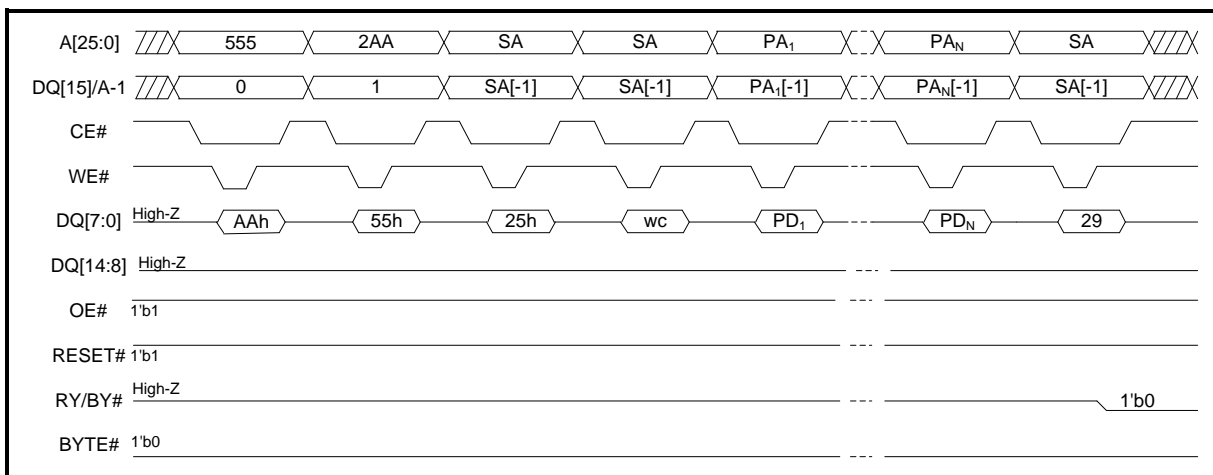 A[25:0] 555 2AA SA SA PA₁ PAN SA
DQ[15]/A-1 0 1 SA[-1] SA[-1] PA₁[-1] PAN[-1] SA[-1]
CE#
WE#
DQ[7:0] High-Z AAh 55h 25h wc PD₁ PDN 29
DQ[14:8] High-Z
OE# 1'b1
RESET# 1'b1
RY/BY# High-Z 1'b0
BYTE# 1'b0